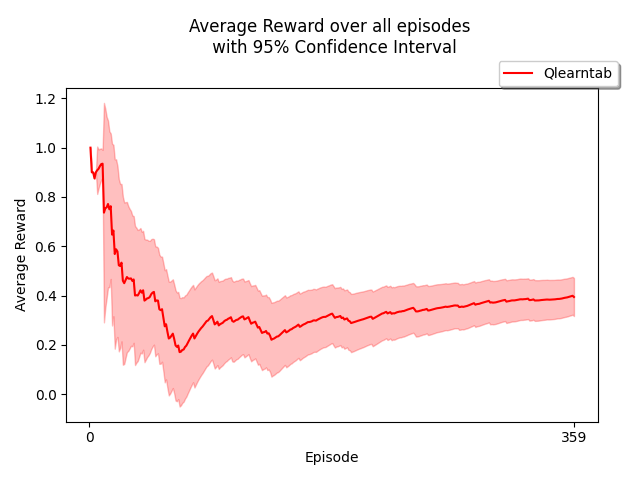 Average Reward over all episodes
with 95% Confidence Interval
Qlearntab
1.2
1.0
0.8
0.6
0.4
0.2
0.0
Average Reward
0
359
Episode